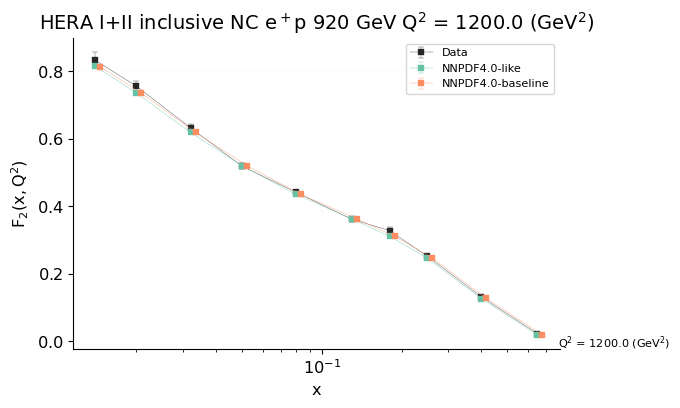 HERA I+II inclusive NC e⁺p 920 GeV Q² = 1200.0 (GeV²)
Data
NNPDF4.0-like
NNPDF4.0-baseline
F₂(x, Q²)
0.8
0.6
0.4
0.2
0.0
Q² = 1200.0 (GeV²)
10⁻¹
x